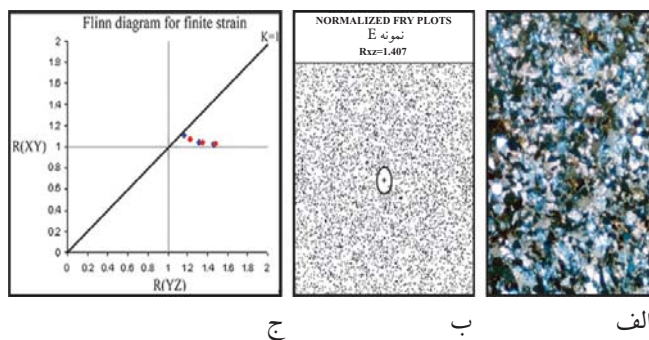 Flinn diagram for finite strain
K=1
2
1.8
1.6
1.4
1.2
R(XY) 1
0.8
0.6
0.4
0.2
0
0 0.2 0.4 0.6 0.8 1 1.2 1.4 1.6 2
R(YZ)
ج
NORMALIZED FRY PLOTS
نمونه E
Rxz=1.407
ب
الف